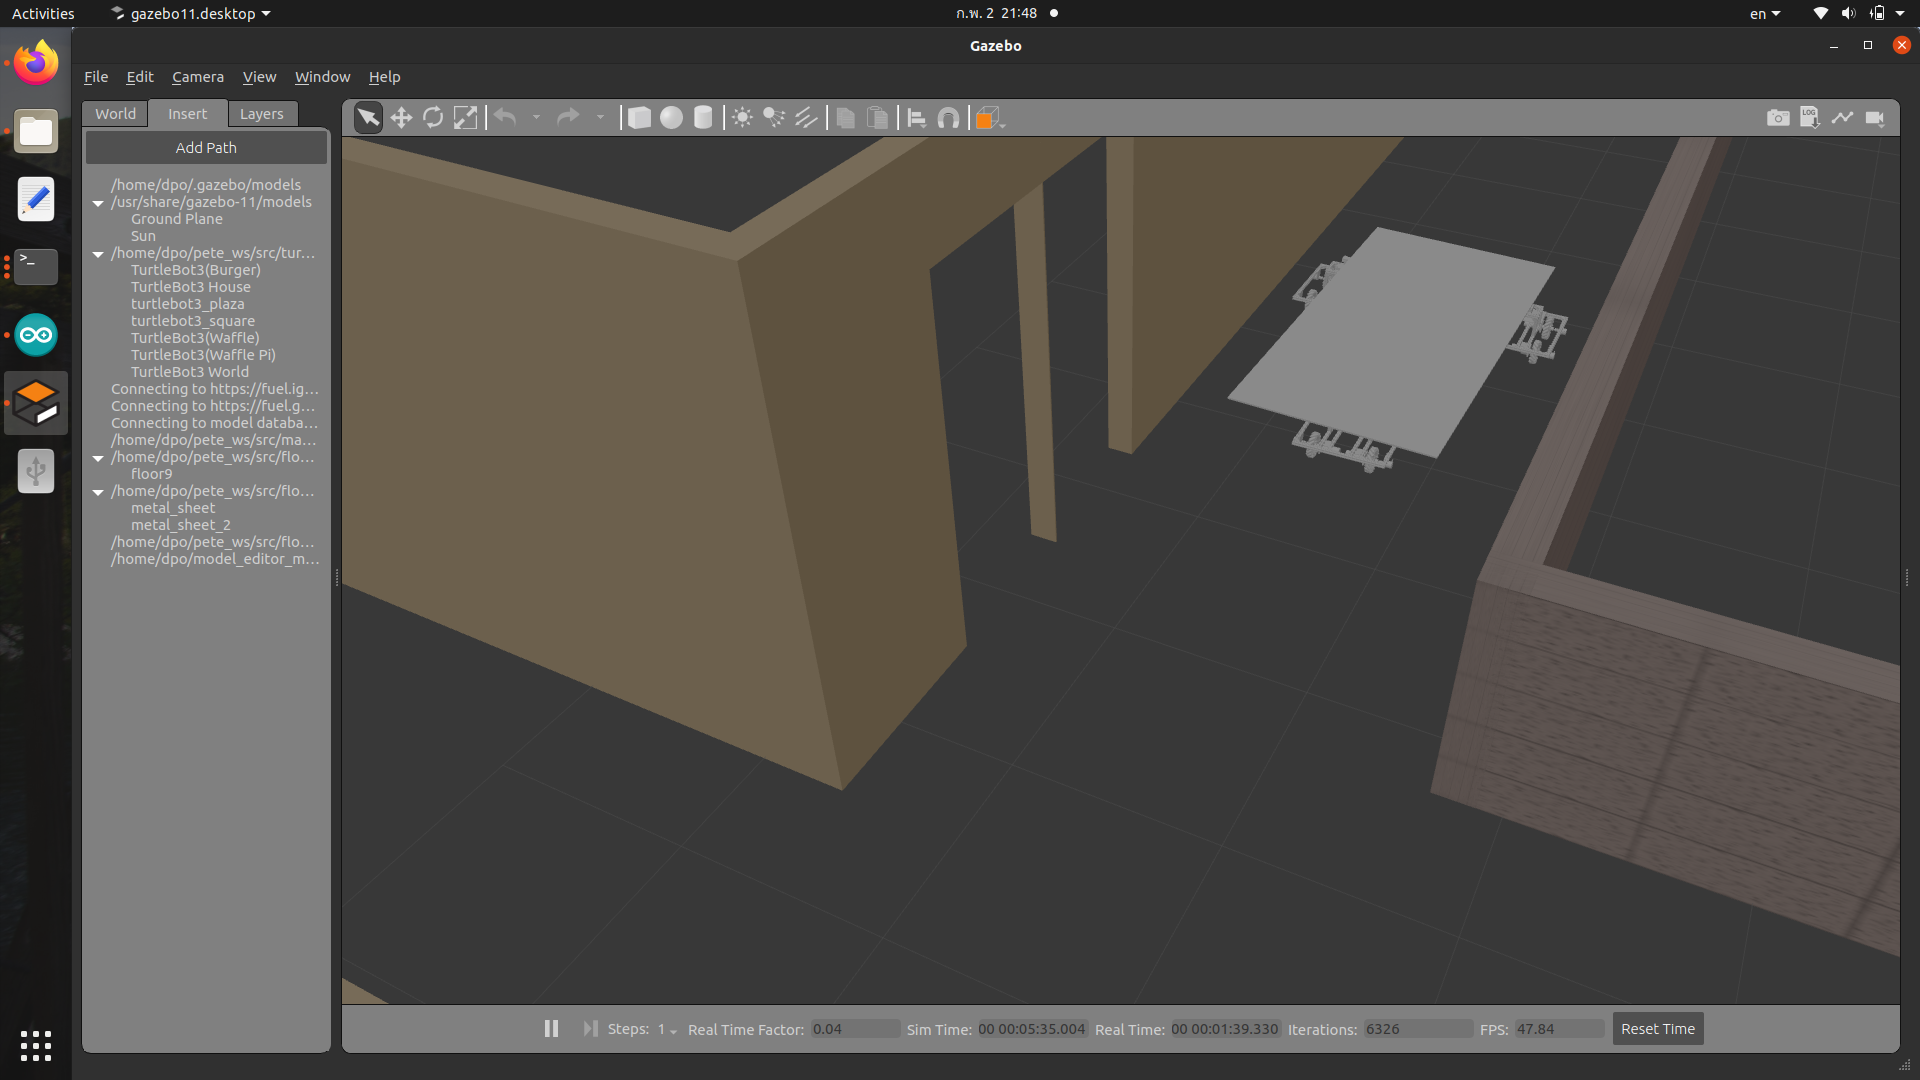 Activities
gazebo11.desktop
ก.พ. 2 21:48
en
Gazebo
File Edit Camera View Window Help
World Insert Layers
LOG
Add Path
/home/dpo/.gazebo/models
/usr/share/gazebo-11/models
Ground Plane
Sun
/home/dpo/pete_ws/src/tur...
TurtleBot3(Burger)
TurtleBot3 House
turtlebot3_plaza
turtlebot3_square
TurtleBot3(Waffle)
TurtleBot3(Waffle Pi)
TurtleBot3 World
Connecting to https://fuel.ig...
Connecting to https://fuel.g...
Connecting to model databa...
/home/dpo/pete_ws/src/ma...
/home/dpo/pete_ws/src/flo...
floor9
/home/dpo/pete_ws/src/flo...
metal_sheet
metal_sheet_2
/home/dpo/pete_ws/src/flo...
/home/dpo/model_editor_m...
Steps: 1 Real Time Factor: 0.04 Sim Time: 00 00:05:35.004 Real Time: 00 00:01:39.330 Iterations: 6326 FPS: 47.84 Reset Time